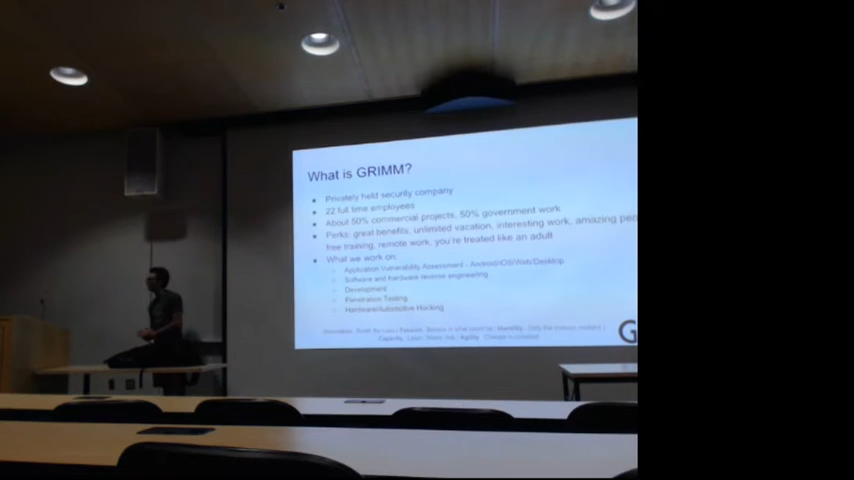 What is GRIMM?
Privately held security company
22 full time employees
About 50% commercial projects, 50% government work
Perks: great benefits, unlimited vacation, interesting work, amazing peo
free training, remote work, you're treated like an adult
What we work on:
Application Vulnerability Assessment - Android/iOS/Web/Desktop
Software and hardware reverse engineering
Development
Penetration Testing
Hardware/Automotive Hacking
G